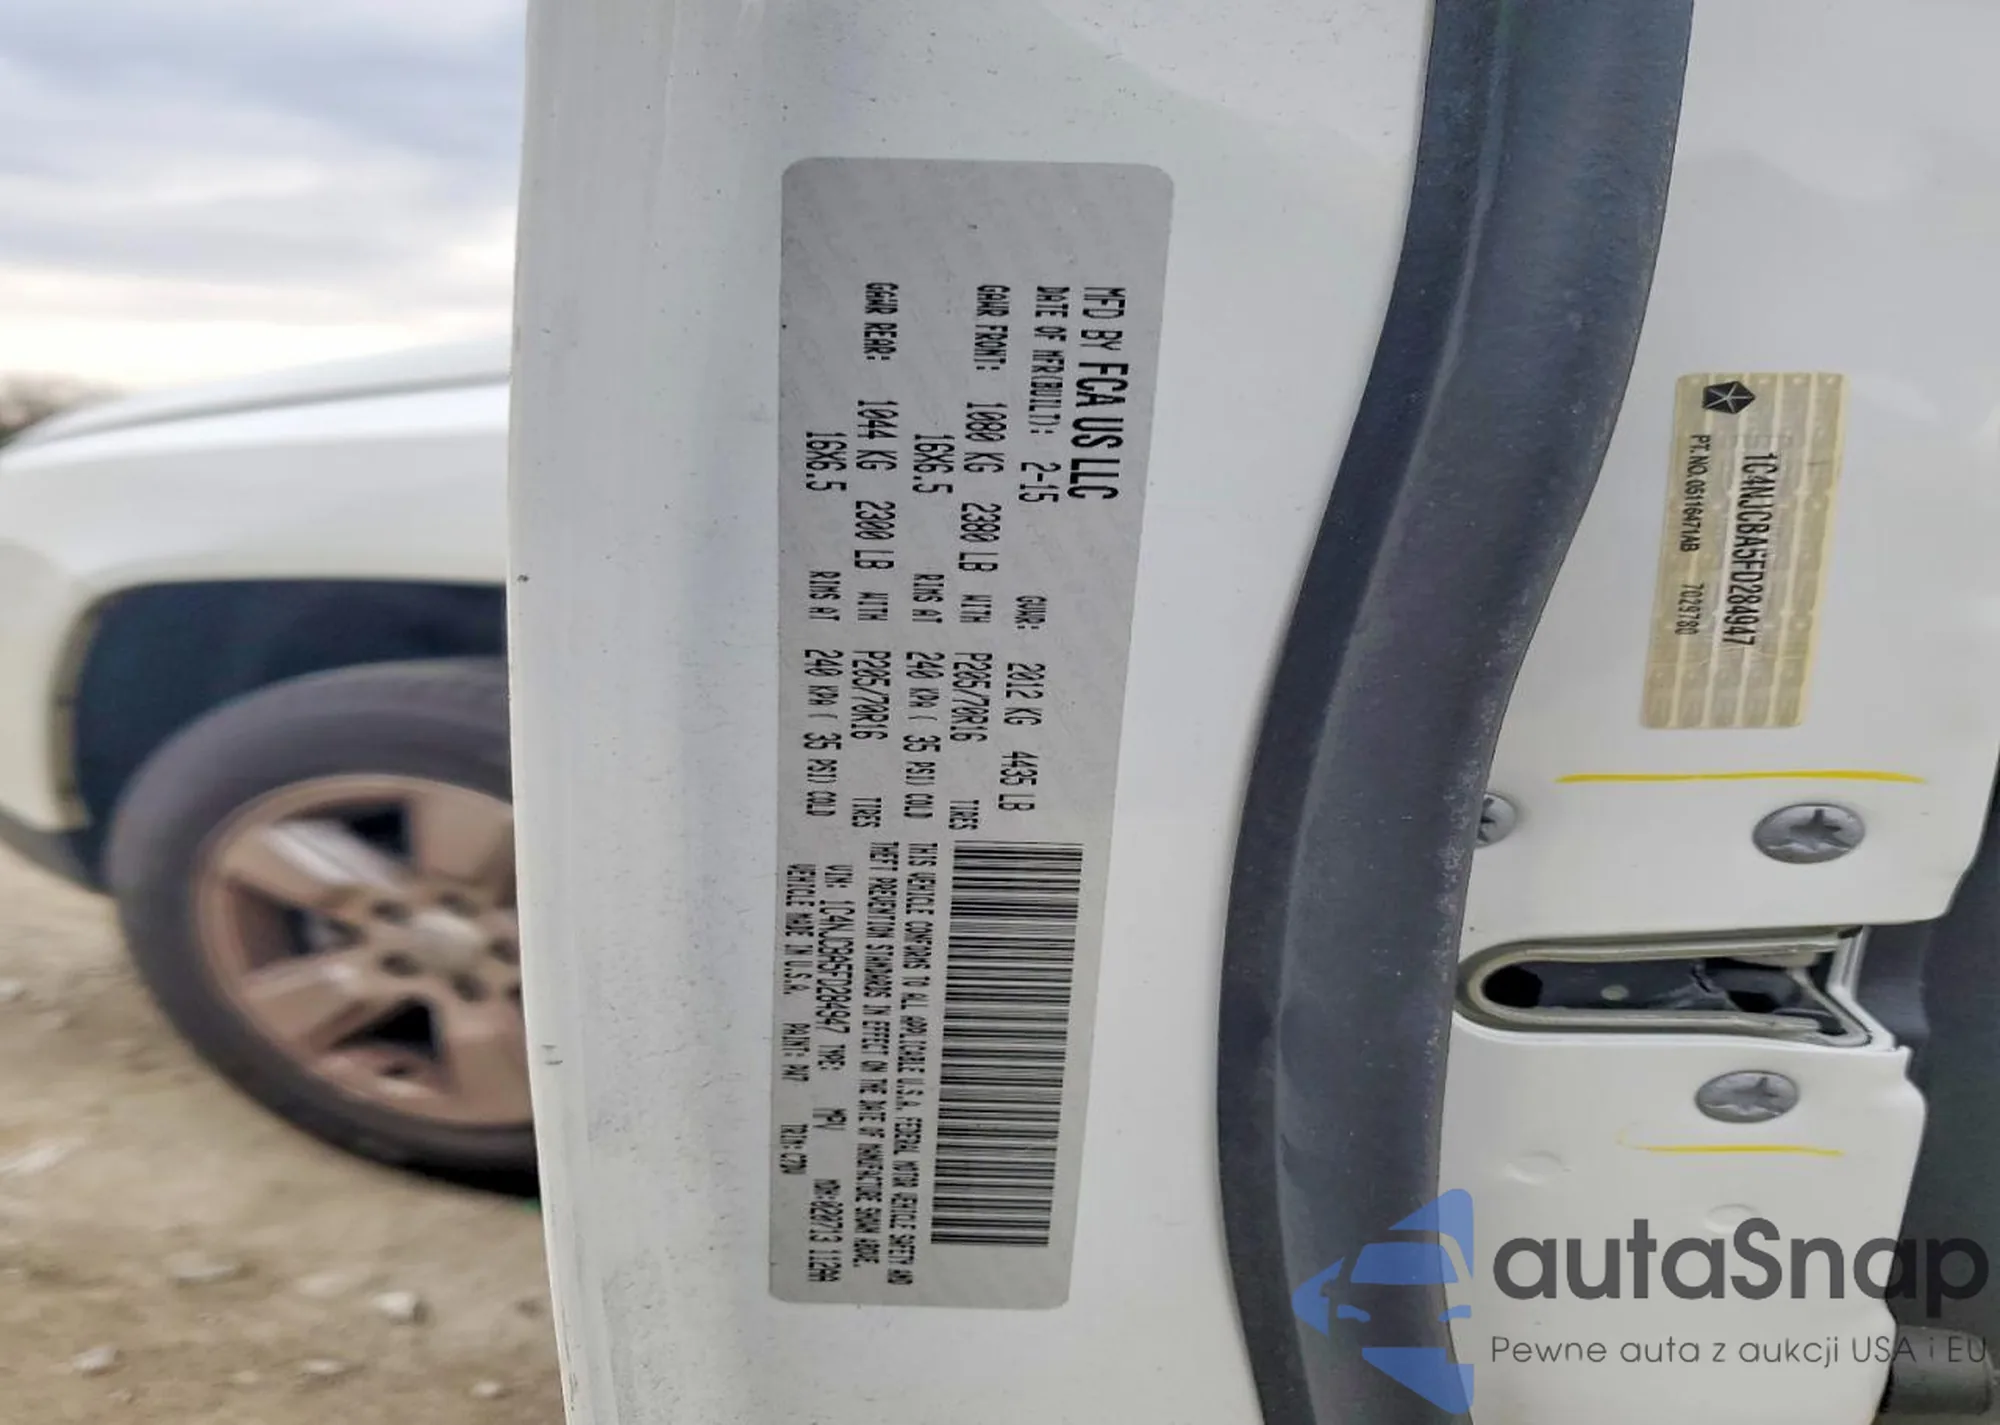 MFD BY FCA US LLC
DATE OF MFR(BUILT): 2-15 GVWR: 2012 KG 4435 LB
GAWR FRONT: 1080 KG 2380 LB WITH P205/70R16 TIRES
16X6.5 RIMS AT 240 KPA ( 35 PSI) COLD
GAWR REAR: 1044 KG 2300 LB WITH P205/70R16 TIRES
16X6.5 RIMS AT 240 KPA ( 35 PSI) COLD
THIS VEHICLE CONFORMS TO ALL APPLICABLE U.S.A. FEDERAL MOTOR VEHICLE SAFETY AND
THEFT PREVENTION STANDARDS IN EFFECT ON THE DATE OF MANUFACTURE SHOWN ABOVE.
VIN: 1C4NJCBA5FD284947 TYPE: MPV MDH:020713 112AA
VEHICLE MADE IN U.S.A. PAINT: PW7 TRIM:
1C4NJCBA5FD284947
PT. NO. 05116471AB 7029780
autaSnap
Pewne auta z aukcji USA i EU